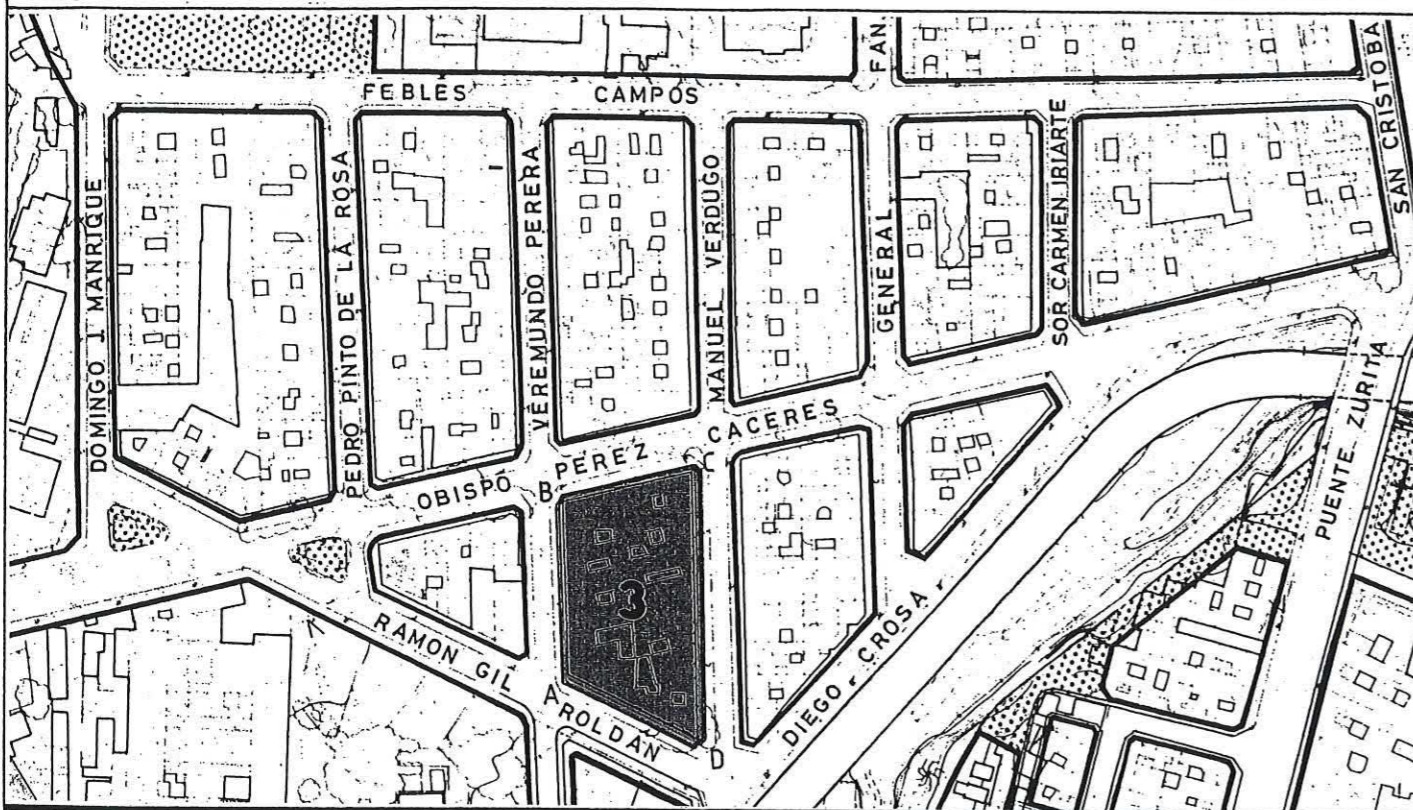 FEBLES CAMPOS
FAN.
SAN CRISTOBA
DOMINGO J MANRIQUE
PEDRO PINTO DE LA ROSA
VEREMUNDO PERERA
MANUEL VERDUGO
GENERAL
SOR CARMEN IRIARTE
OBISPO PEREZ CACERES
PUENTE ZURITA
B
C
3
A
D
RAMON GIL ROLDAN
DIEGO CROSA